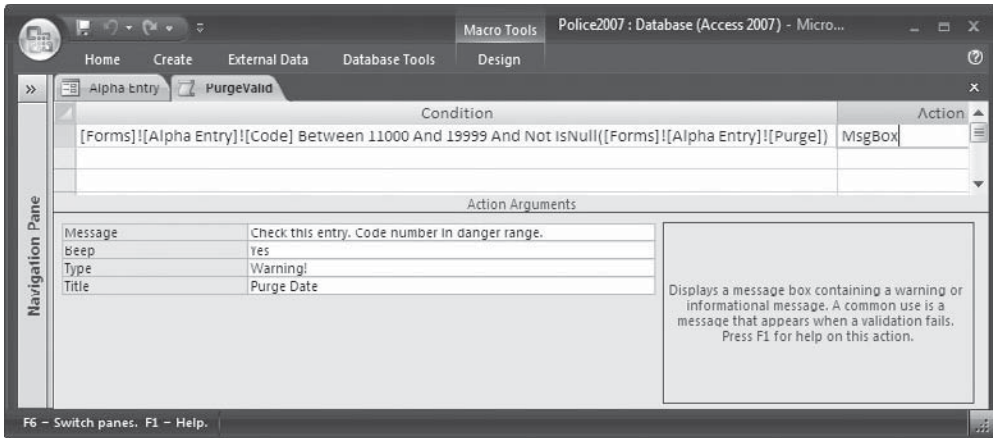 Macro Tools
Police2007 : Database (Access 2007) - Micro...
Home Create External Data Database Tools Design
Alpha Entry PurgeValid
Condition Action
[Forms]![Alpha Entry]![Code] Between 11000 And 19999 And Not IsNull([Forms]![Alpha Entry]![Purge]) MsgBox
Action Arguments
Navigation Pane
Message Check this entry. Code number in danger range.
Beep Yes
Type Warning!
Title Purge Date
Displays a message box containing a warning or
informational message. A common use is a
message that appears when a validation fails.
Press F1 for help on this action.
F6 = Switch panes. F1 = Help.